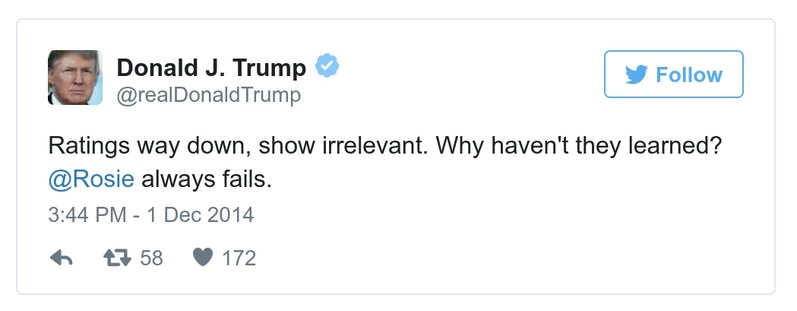 Donald J. Trump
@realDonaldTrump
Follow
Ratings way down, show irrelevant. Why haven't they learned?
@Rosie always fails.
3:44 PM - 1 Dec 2014
58 172